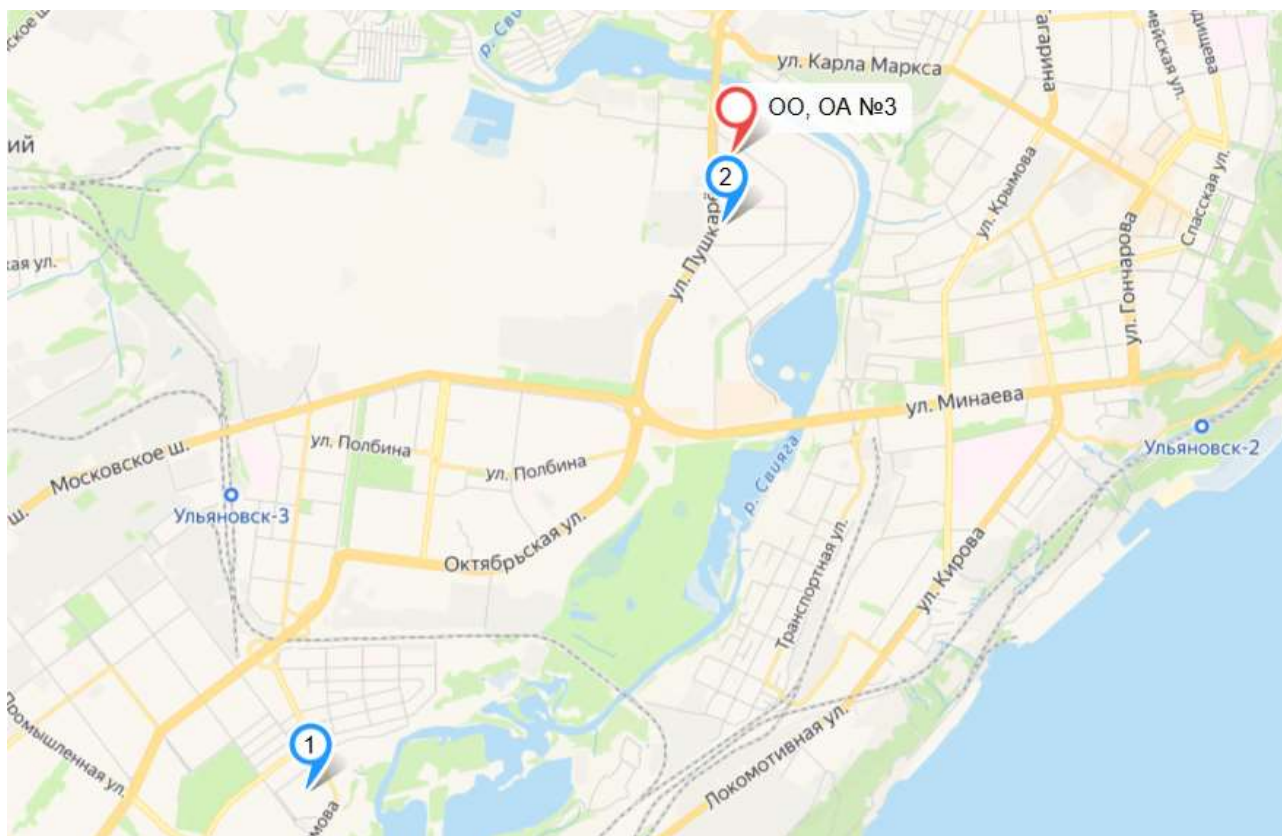 р. Свияга
ул. Карла Маркса
ОО, ОА №3
ул. Крымова
Спасская ул.
2
ул. Гончарова
ул. Минаева
Ульяновск-2
ул. Полбина
ул. Полбина
Московское ш.
р. Свияга
ш.
Ульяновск-3
Октябрьская ул.
Транспортная ул.
ул. Кирова
Промышленная ул.
1
Локомотивная ул.